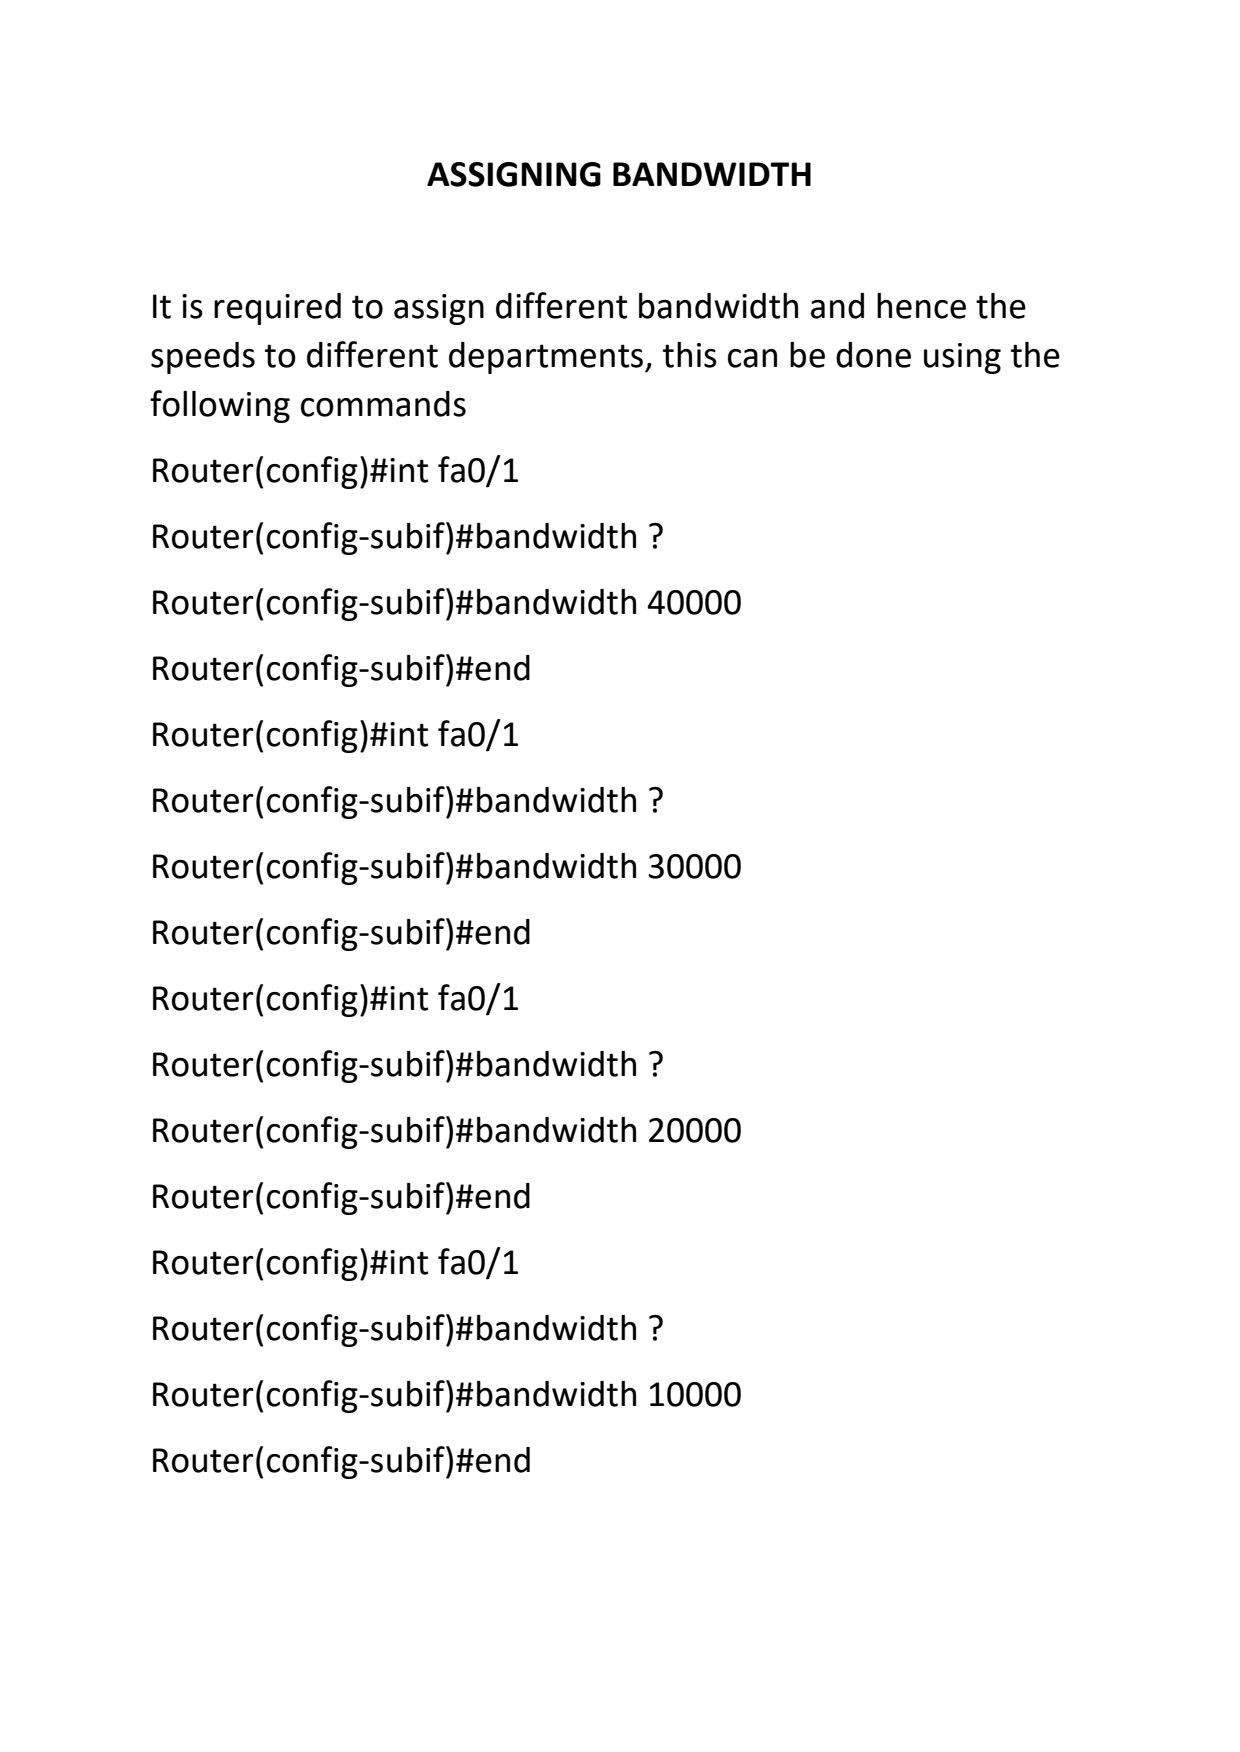 ASSIGNING BANDWIDTH
It is required to assign different bandwidth and hence the
speeds to different departments, this can be done using the
following commands
Router(config)#int fa0/1
Router(config-subif)#bandwidth ?
Router(config-subif)#bandwidth 40000
Router(config-subif)#end
Router(config)#int fa0/1
Router(config-subif)#bandwidth ?
Router(config-subif)#bandwidth 30000
Router(config-subif)#end
Router(config)#int fa0/1
Router(config-subif)#bandwidth ?
Router(config-subif)#bandwidth 20000
Router(config-subif)#end
Router(config)#int fa0/1
Router(config-subif)#bandwidth ?
Router(config-subif)#bandwidth 10000
Router(config-subif)#end